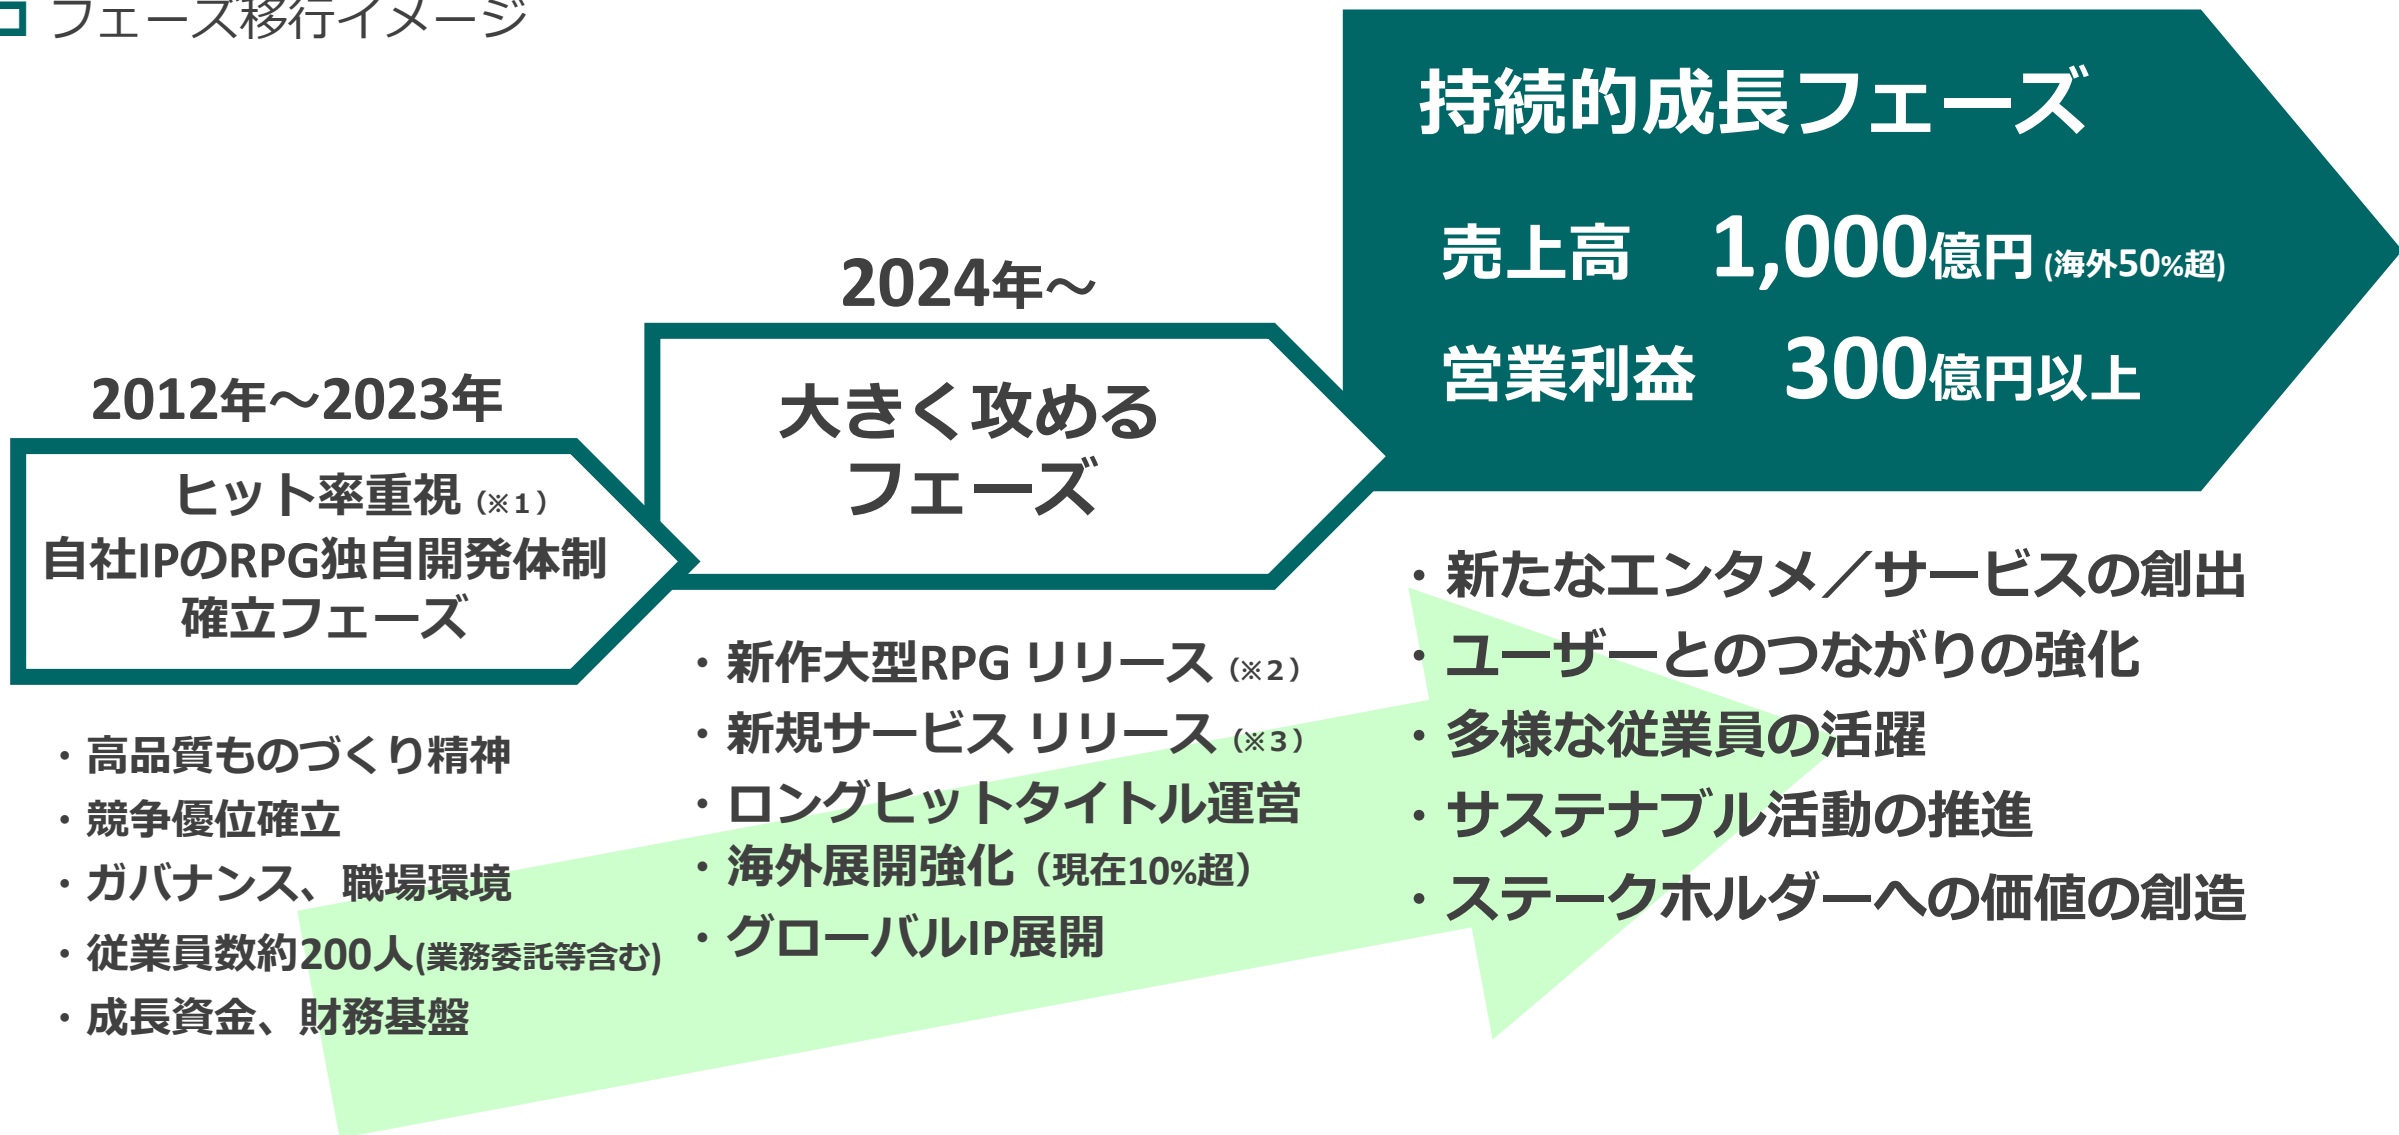 フェーズ移行イメージ
2012年～2023年
ヒット率重視（※１）
自社IPのRPG独自開発体制
確立フェーズ
・高品質ものづくり精神
・競争優位確立
・ガバナンス、職場環境
・従業員数約200人(業務委託等含む)
・成長資金、財務基盤
2024年～
大きく攻める
フェーズ
・新作大型RPG リリース（※２）
・新規サービス リリース（※３）
・ロングヒットタイトル運営
・海外展開強化（現在10%超）
・グローバルIP展開
持続的成長フェーズ
売上高　1,000億円 (海外50%超)
営業利益　300億円以上
・新たなエンタメ／サービスの創出
・ユーザーとのつながりの強化
・多様な従業員の活躍
・サステナブル活動の推進
・ステークホルダーへの価値の創造